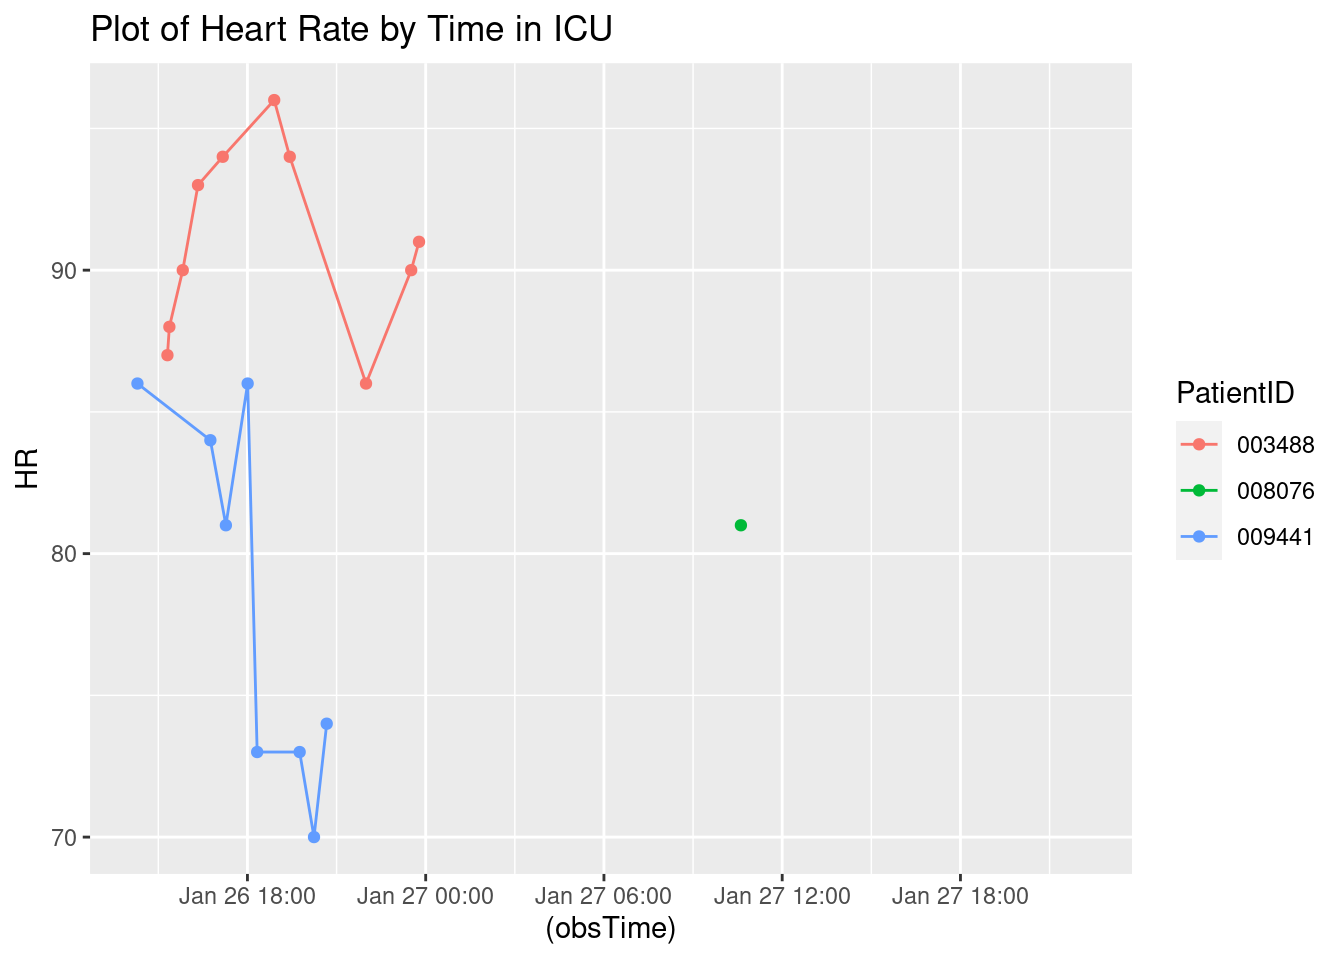 Plot of Heart Rate by Time in ICU
HR
90
80
70
Jan 26 18:00 Jan 27 00:00 Jan 27 06:00 Jan 27 12:00 Jan 27 18:00
(obsTime)
PatientID
003488
008076
009441